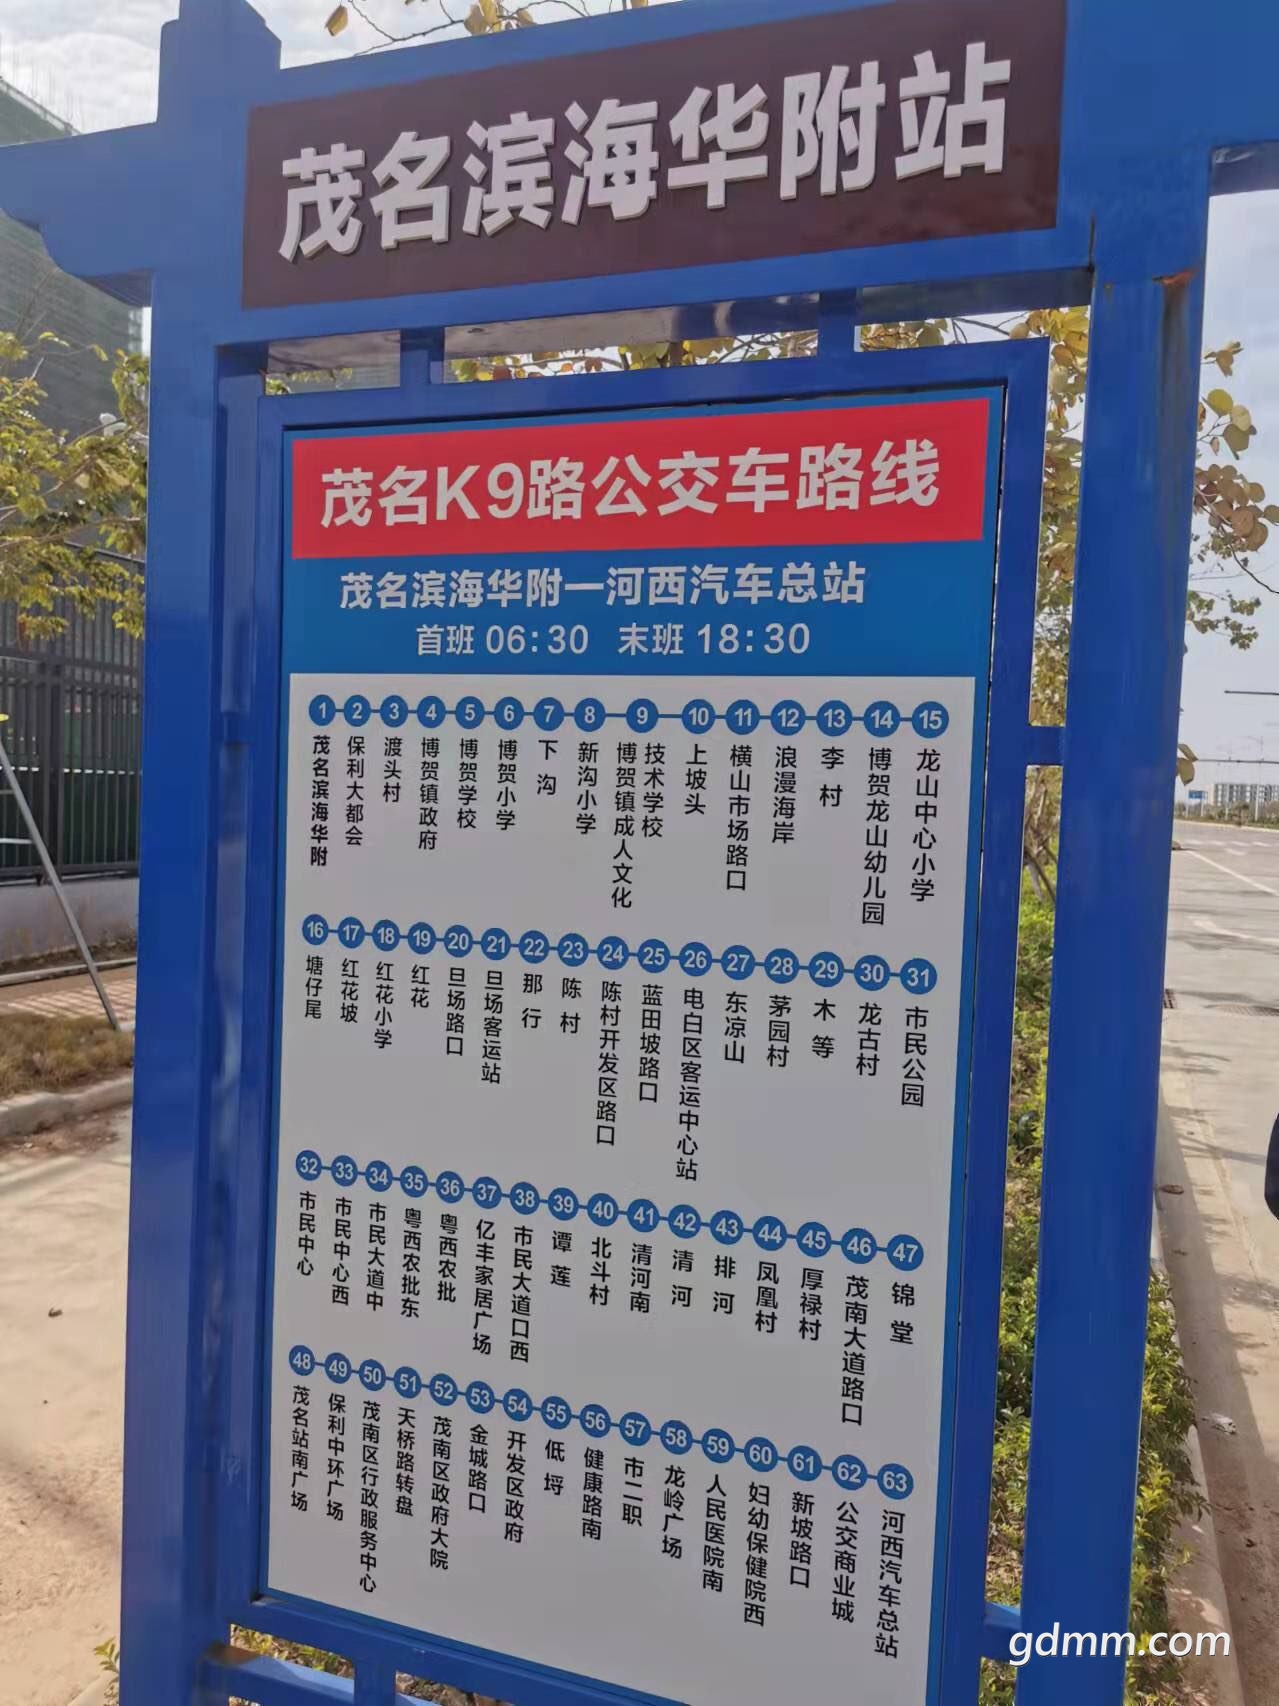 茂名滨海华附站
茂名K9路公交车路线
茂名滨海华附一河西汽车总站
首班 06:30 末班 18:30
1 茂名滨海华附
2 保利大都会
3 渡头村
4 博贺镇政府
5 博贺学校
6 博贺小学
7 下沟
8 新沟小学
9 博贺镇成人文化技术学校
10 上坡头
11 横山市场路口
12 浪漫海岸
13 李村
14 博贺龙山幼儿园
15 龙山中心小学
16 塘仔尾
17 红花坡
18 红花小学
19 红花
20 旦场路口
21 旦场客运站
22 那行
23 陈村
24 陈村开发区路口
25 蓝田坡路口
26 电白区客运中心站
27 东凉山
28 茅园村
29 木等
30 龙古村
31 市民公园
32 市民中心
33 市民中心西
34 市民大道中
35 粤西农批东
36 粤西农批
37 亿丰家居广场
38 市民大道口西
39 谭莲
40 北斗村
41 清河南
42 清河
43 排河
44 凤凰村
45 厚禄村
46 茂南大道路口
47 锦堂
48 茂名站南广场
49 保利中环广场
50 茂南区行政服务中心
51 天桥路转盘
52 茂南区政府大院
53 金城路口
54 开发区政府
55 低埒
56 健康路南
57 市二职
58 龙岭广场
59 人民医院南
60 妇幼保健院西
61 新坡路口
62 公交商业城
63 河西汽车总站
gdmm.com